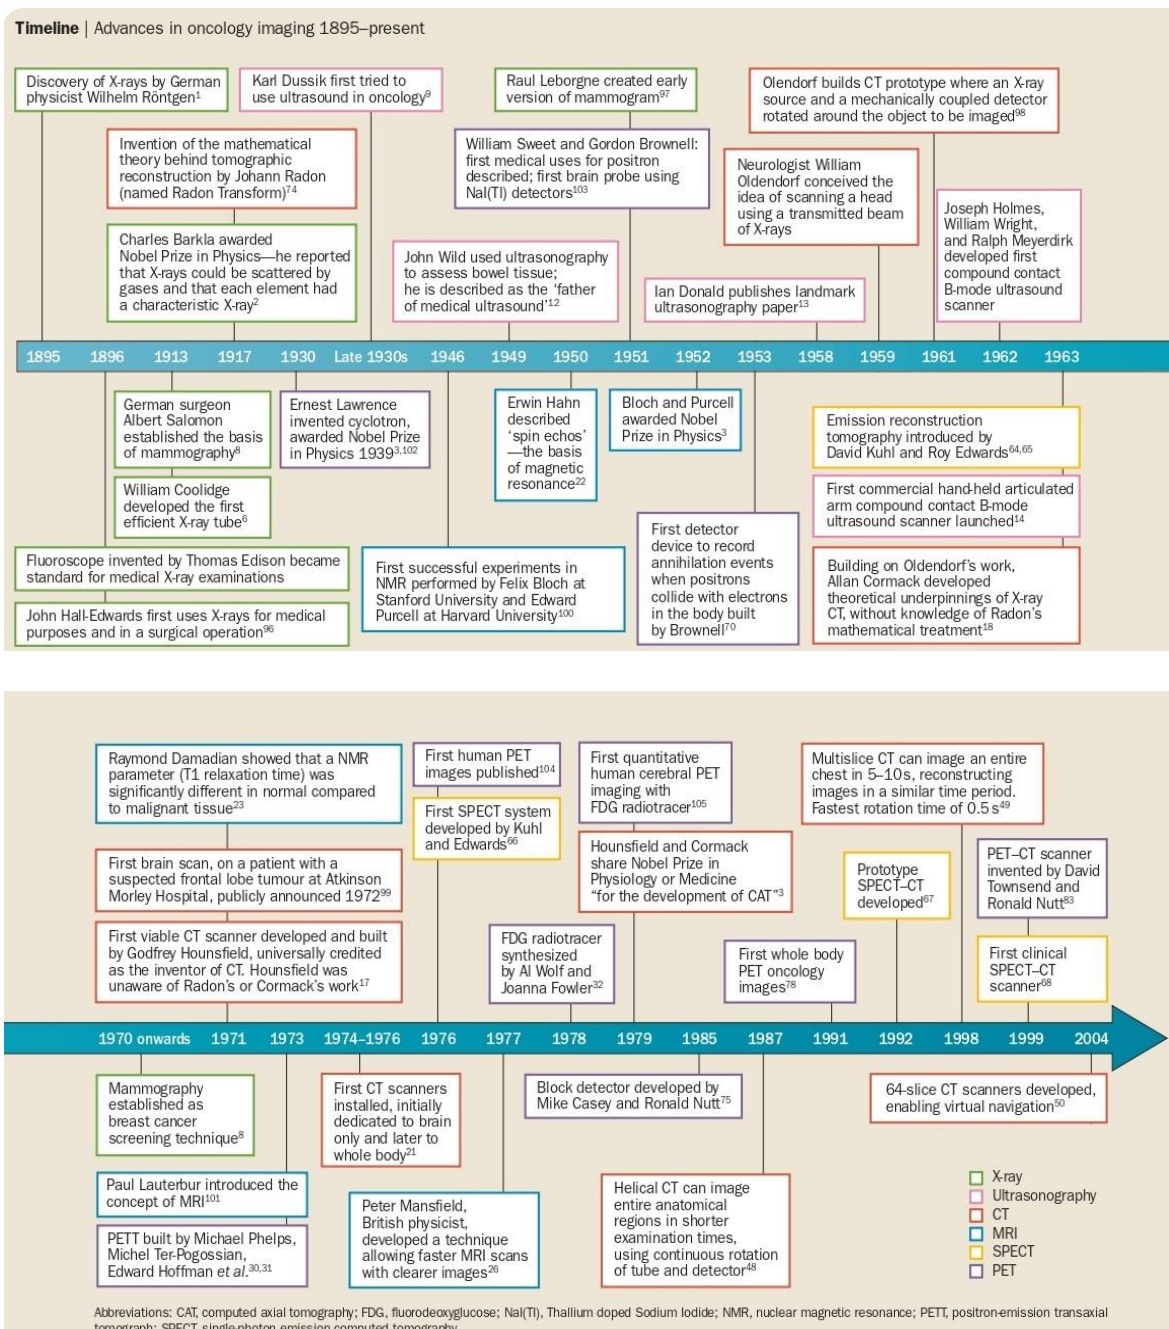 Timeline | Advances in oncology imaging 1895–present
Discovery of X-rays by German
physicist Wilhelm Röntgen1
Karl Dussik first tried to
use ultrasound in oncology9
Raul Leborgne created early
version of mammogram97
Olendorf builds CT prototype where an X-ray
source and a mechanically coupled detector
rotated around the object to be imaged98
Invention of the mathematical
theory behind tomographic
reconstruction by Johann Radon
(named Radon Transform)74
William Sweet and Gordon Brownell:
first medical uses for positron
described; first brain probe using
NaI(Tl) detectors103
Neurologist William
Oldendorf conceived the
idea of scanning a head
using a transmitted beam
of X-rays
Joseph Holmes,
William Wright,
and Ralph Meyerdirk
developed first
compound contact
B-mode ultrasound
scanner
Charles Barkla awarded
Nobel Prize in Physics—he reported
that X-rays could be scattered by
gases and that each element had
a characteristic X-ray2
John Wild used ultrasonography
to assess bowel tissue;
he is described as the ‘father
of medical ultrasound’12
Ian Donald publishes landmark
ultrasonography paper13
1895 1896 1913 1917 1930 Late 1930s 1946 1949 1950 1951 1952 1953 1958 1959 1961 1962 1963
German surgeon
Albert Salomon
established the basis
of mammography8
Ernest Lawrence
invented cyclotron,
awarded Nobel Prize
in Physics 19393,102
Erwin Hahn
described
‘spin echos’
—the basis
of magnetic
resonance22
Bloch and Purcell
awarded Nobel
Prize in Physics3
Emission reconstruction
tomography introduced by
David Kuhl and Roy Edwards64,65
William Coolidge
developed the first
efficient X-ray tube6
First commercial hand-held articulated
arm compound contact B-mode
ultrasound scanner launched14
Fluoroscope invented by Thomas Edison became
standard for medical X-ray examinations
First successful experiments in
NMR performed by Felix Bloch at
Stanford University and Edward
Purcell at Harvard University100
First detector
device to record
annihilation events
when positrons
collide with electrons
in the body built
by Brownell70
Building on Oldendorf’s work,
Allan Cormack developed
theoretical underpinnings of X-ray
CT, without knowledge of Radon’s
mathematical treatment18
John Hall-Edwards first uses X-rays for medical
purposes and in a surgical operation96
Raymond Damadian showed that a NMR
parameter (T1 relaxation time) was
significantly different in normal compared
to malignant tissue23
First human PET
images published104
First quantitative
human cerebral PET
imaging with
FDG radiotracer105
Multislice CT can image an entire
chest in 5–10s, reconstructing
images in a similar time period.
Fastest rotation time of 0.5s49
First SPECT system
developed by Kuhl
and Edwards66
First brain scan, on a patient with a
suspected frontal lobe tumour at Atkinson
Morley Hospital, publicly announced 197299
Hounsfield and Cormack
share Nobel Prize in
Physiology or Medicine
“for the development of CAT”3
Prototype
SPECT–CT
developed67
PET–CT scanner
invented by David
Townsend and
Ronald Nutt83
First viable CT scanner developed and built
by Godfrey Hounsfield, universally credited
as the inventor of CT. Hounsfield was
unaware of Radon’s or Cormack’s work17
FDG radiotracer
synthesized
by Al Wolf and
Joanna Fowler32
First whole body
PET oncology
images78
First clinical
SPECT–CT
scanner68
1970 onwards 1971 1973 1974–1976 1976 1977 1978 1979 1985 1987 1991 1992 1998 1999 2004
Mammography
established as
breast cancer
screening technique8
First CT scanners
installed, initially
dedicated to brain
only and later to
whole body21
Block detector developed by
Mike Casey and Ronald Nutt75
64-slice CT scanners developed,
enabling virtual navigation50
Paul Lauterbur introduced the
concept of MRI101
Peter Mansfield,
British physicist,
developed a technique
allowing faster MRI scans
with clearer images26
Helical CT can image
entire anatomical
regions in shorter
examination times,
using continuous rotation
of tube and detector48
PETT built by Michael Phelps,
Michel Ter-Pogossian,
Edward Hoffman et al.30,31
X-ray
Ultrasonography
CT
MRI
SPECT
PET
Abbreviations: CAT, computed axial tomography; FDG, fluorodeoxyglucose; NaI(Tl), Thallium doped Sodium Iodide; NMR, nuclear magnetic resonance; PETT, positron-emission transaxial
tomograph; SPECT, single-photon emission computed tomography.